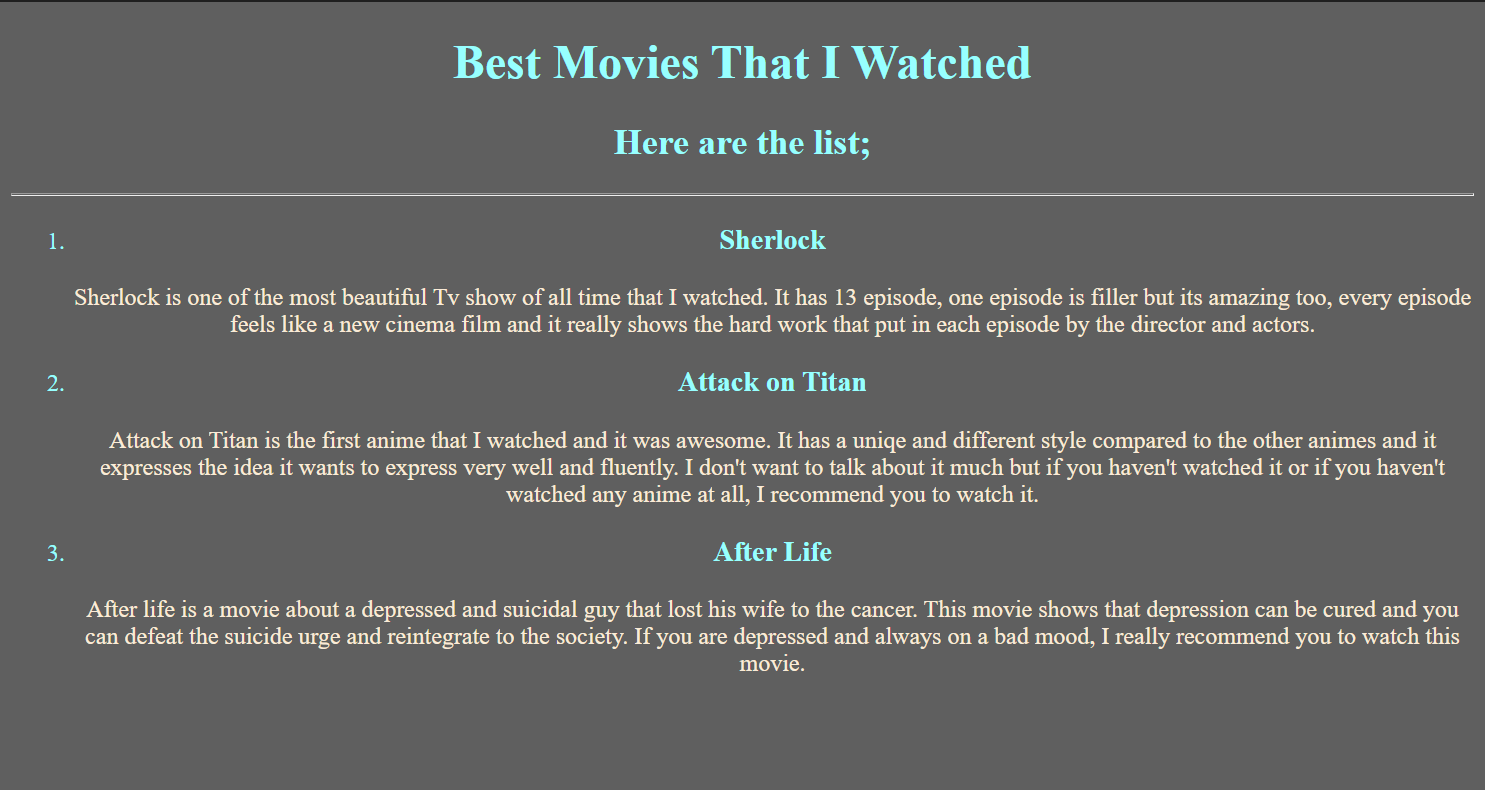 Best Movies That I Watched
Here are the list;
1. Sherlock
Sherlock is one of the most beautiful Tv show of all time that I watched. It has 13 episode, one episode is filler but its amazing too, every episode
feels like a new cinema film and it really shows the hard work that put in each episode by the director and actors.
2. Attack on Titan
Attack on Titan is the first anime that I watched and it was awesome. It has a uniqe and different style compared to the other animes and it
expresses the idea it wants to express very well and fluently. I don't want to talk about it much but if you haven't watched it or if you haven't
watched any anime at all, I recommend you to watch it.
3. After Life
After life is a movie about a depressed and suicidal guy that lost his wife to the cancer. This movie shows that depression can be cured and you
can defeat the suicide urge and reintegrate to the society. If you are depressed and always on a bad mood, I really recommend you to watch this
movie.